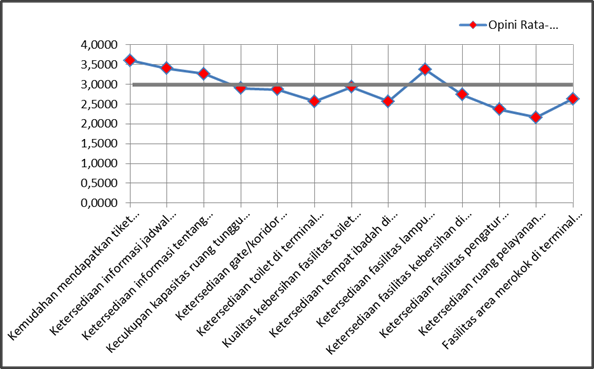 Opini Rata-...
4,0000
3,5000
3,0000
2,5000
2,0000
1,5000
1,0000
0,5000
0,0000
Kemudahan mendapatkan tiket...
Ketersediaan informasi jadwal...
Ketersediaan informasi tentang...
Kecukupan kapasitas ruang tunggu...
Ketersediaan gate/koridor...
Ketersediaan toilet di terminal...
Kualitas kebersihan fasilitas toilet...
Ketersediaan tempat ibadah di...
Ketersediaan fasilitas lampu...
Ketersediaan fasilitas kebersihan di...
Ketersediaan fasilitas pengatur...
Ketersediaan ruang pelayanan...
Fasilitas area merokok di terminal...